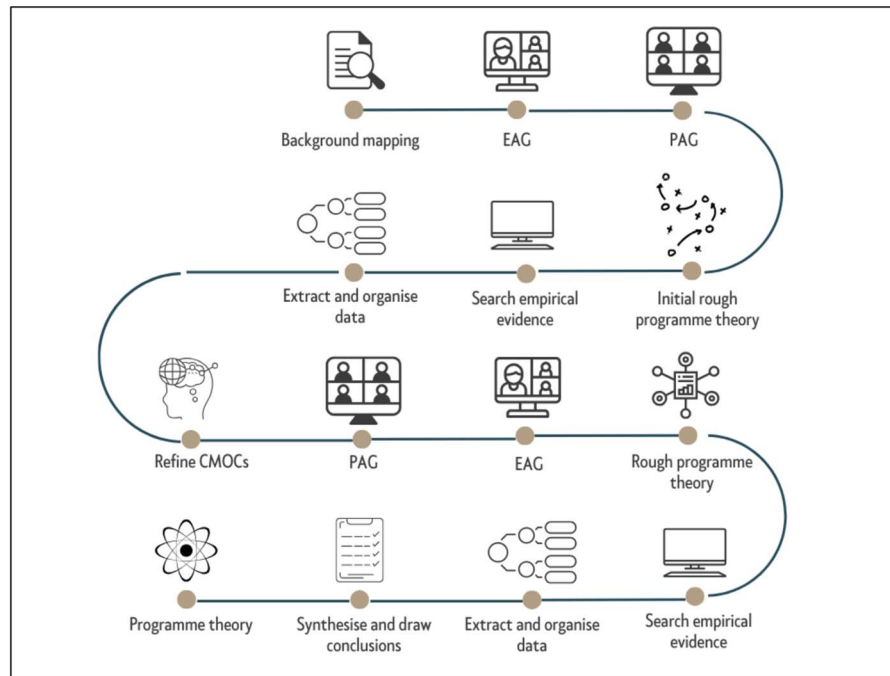 Background mapping
EAG
PAG
Extract and organise
data
Search empirical
evidence
Initial rough
programme theory
Refine CMOCs
PAG
EAG
Rough programme
theory
Programme theory
Synthesise and draw
conclusions
Extract and organise
data
Search empirical
evidence